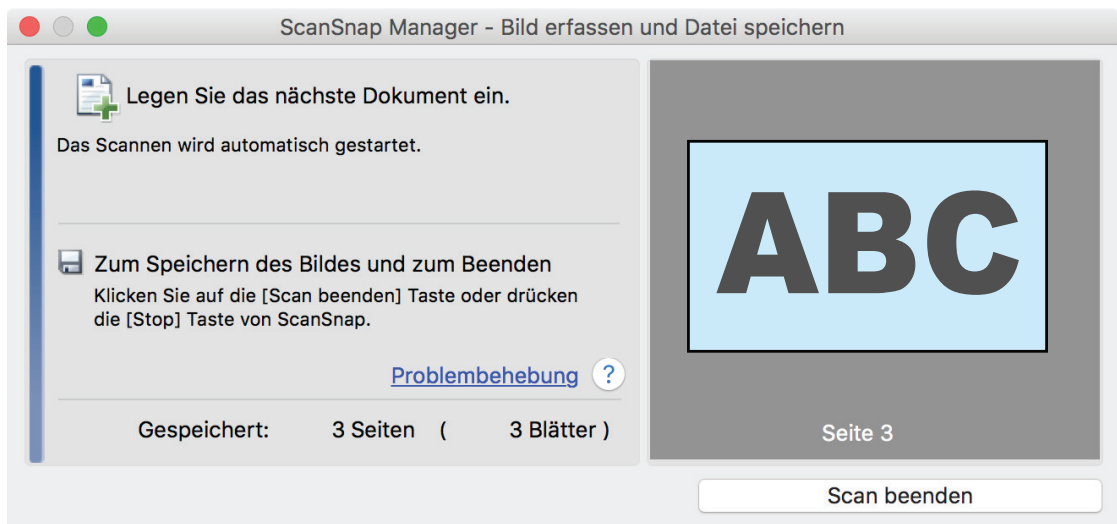 ScanSnap Manager - Bild erfassen und Datei speichern
Legen Sie das nächste Dokument ein.
Das Scannen wird automatisch gestartet.
Zum Speichern des Bildes und zum Beenden
Klicken Sie auf die [Scan beenden] Taste oder drücken
die [Stop] Taste von ScanSnap.
Problembehebung ?
Gespeichert: 3 Seiten ( 3 Blätter )
ABC
Seite 3
Scan beenden